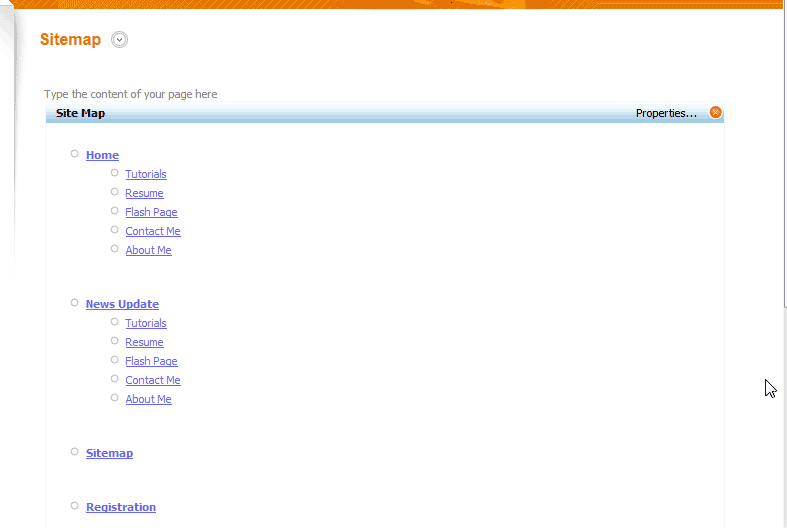 Sitemap
Type the content of your page here
Site Map Properties...
Home
Tutorials
Resume
Flash Page
Contact Me
About Me
News Update
Tutorials
Resume
Flash Page
Contact Me
About Me
Sitemap
Registration